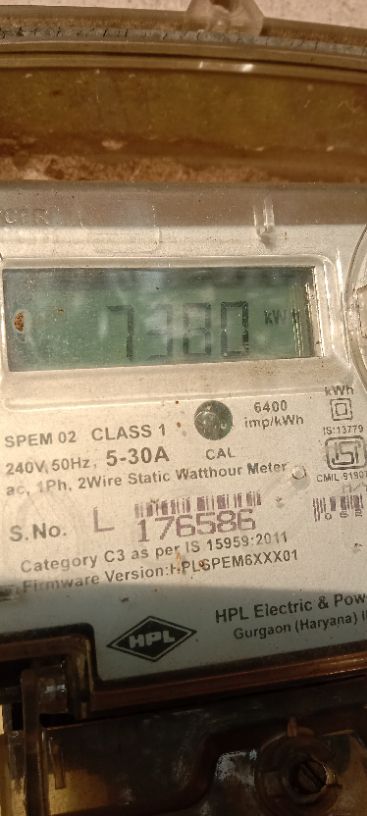 7380 kWh
6400
imp/kWh
kWh
IS:13779
SPEM 02 CLASS 1
CAL
240V, 50Hz, 5-30A
ac, 1Ph, 2Wire Static Watthour Meter
S.No. L 176586
Category C3 as per IS 15959:2011
Firmware Version:HPLSPEM6XXX01
HPL
HPL Electric &
Gurgaon (Haryana)